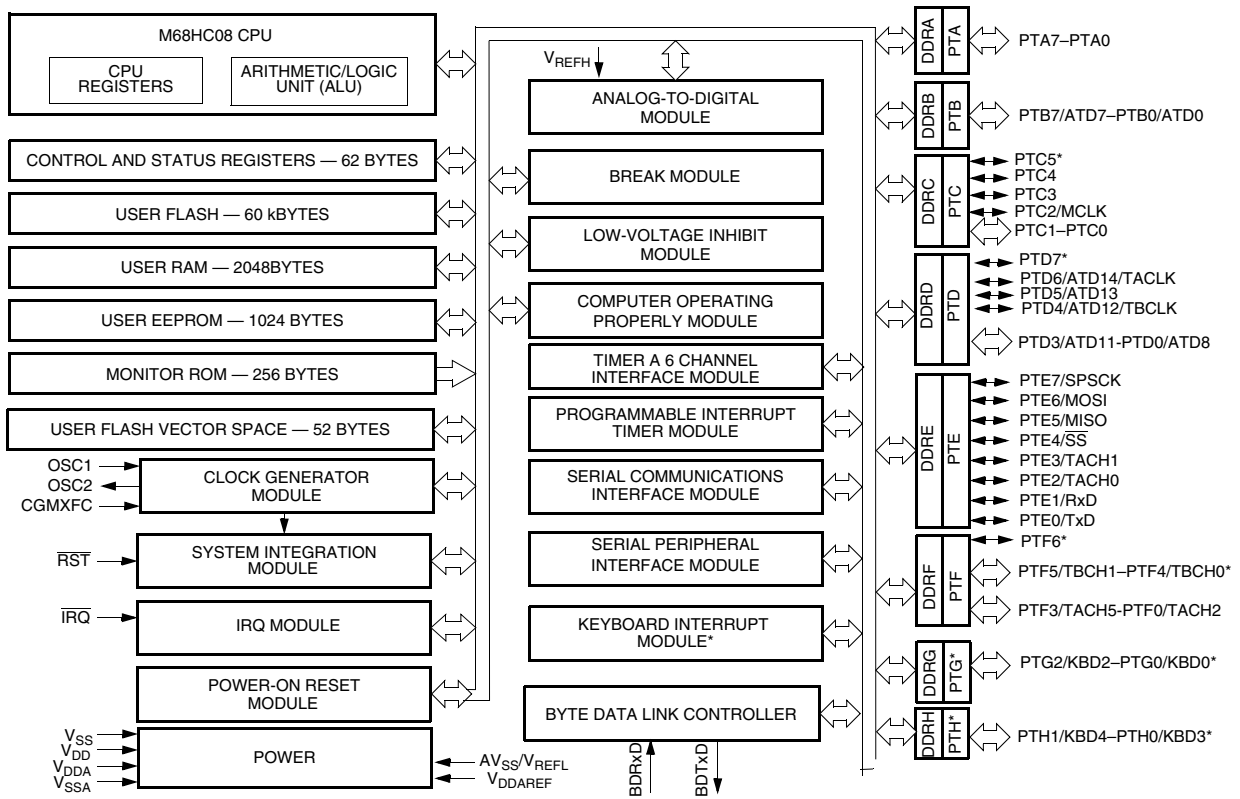 M68HC08 CPU
CPU
REGISTERS
ARITHMETIC/LOGIC
UNIT (ALU)
CONTROL AND STATUS REGISTERS — 62 BYTES
USER FLASH — 60 kBYTES
USER RAM — 2048BYTES
USER EEPROM — 1024 BYTES
MONITOR ROM — 256 BYTES
USER FLASH VECTOR SPACE — 52 BYTES
OSC1
OSC2
CGMXFC
CLOCK GENERATOR
MODULE
RST
SYSTEM INTEGRATION
MODULE
IRQ
IRQ MODULE
POWER-ON RESET
MODULE
VSS
VDD
VDDA
VSSA
POWER
AVSS/VREFL
VDDAREF
VREFH
ANALOG-TO-DIGITAL
MODULE
BREAK MODULE
LOW-VOLTAGE INHIBIT
MODULE
COMPUTER OPERATING
PROPERLY MODULE
TIMER A 6 CHANNEL
INTERFACE MODULE
PROGRAMMABLE INTERRUPT
TIMER MODULE
SERIAL COMMUNICATIONS
INTERFACE MODULE
SERIAL PERIPHERAL
INTERFACE MODULE
KEYBOARD INTERRUPT
MODULE*
BYTE DATA LINK CONTROLLER
BDRxD
BDTxD
DDRA
PTA
PTA7–PTA0
DDRB
PTB
PTB7/ATD7–PTB0/ATD0
DDRC
PTC
PTC5*
PTC4
PTC3
PTC2/MCLK
PTC1–PTC0
DDRD
PTD
PTD7*
PTD6/ATD14/TACLK
PTD5/ATD13
PTD4/ATD12/TBCLK
PTD3/ATD11-PTD0/ATD8
DDRE
PTE
PTE7/SPSCK
PTE6/MOSI
PTE5/MISO
PTE4/SS
PTE3/TACH1
PTE2/TACH0
PTE1/RxD
PTE0/TxD
DDRF
PTF
PTF6*
PTF5/TBCH1–PTF4/TBCH0*
PTF3/TACH5-PTF0/TACH2
DDRG
PTG*
PTG2/KBD2–PTG0/KBD0*
DDRH
PTH*
PTH1/KBD4–PTH0/KBD3*